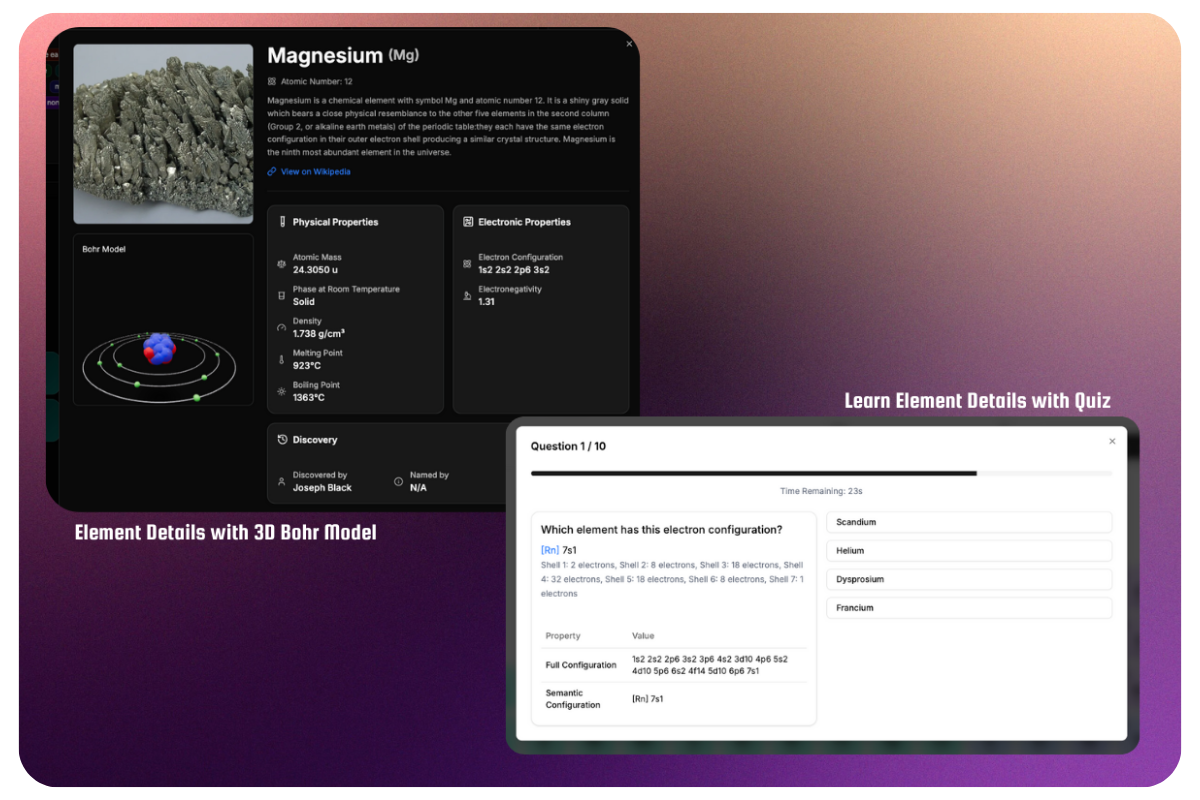 Magnesium (Mg)
Atomic Number: 12
Magnesium is a chemical element with symbol Mg and atomic number 12. It is a shiny gray solid
which bears a close physical resemblance to the other five elements in the second column
(Group 2, or alkaline earth metals) of the periodic table:they each have the same electron
configuration in their outer electron shell producing a similar crystal structure. Magnesium is
the ninth most abundant element in the universe.
View on Wikipedia
Bohr Model
Physical Properties
Atomic Mass
24.3050 u
Phase at Room Temperature
Solid
Density
1.738 g/cm³
Melting Point
923°C
Boiling Point
1363°C
Electronic Properties
Electron Configuration
1s2 2s2 2p6 3s2
Electronegativity
1.31
Discovery
Discovered by
Joseph Black
Named by
N/A
Element Details with 3D Bohr Model
Learn Element Details with Quiz
Question 1 / 10
Time Remaining: 23s
Which element has this electron configuration?
[Rn] 7s1
Shell 1: 2 electrons, Shell 2: 8 electrons, Shell 3: 18 electrons, Shell
4: 32 electrons, Shell 5: 18 electrons, Shell 6: 8 electrons, Shell 7: 1
electrons
Property Value
Full Configuration
1s2 2s2 2p6 3s2 3p6 4s2 3d10 4p6 5s2
4d10 5p6 6s2 4f14 5d10 6p6 7s1
Semantic
Configuration
[Rn] 7s1
Scandium
Helium
Dysprosium
Francium